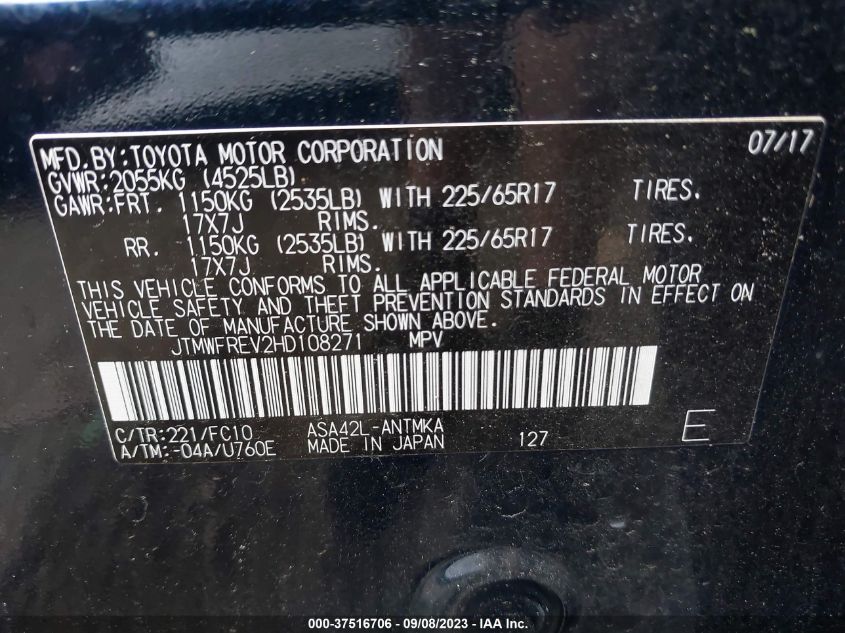 MFD.BY:TOYOTA MOTOR CORPORATION 07/17
GVWR:2055KG (4525LB)
GAWR:FRT. 1150KG (2535LB) WITH 225/65R17 TIRES.
17X7J RIMS.
RR. 1150KG (2535LB) WITH 225/65R17 TIRES.
17X7J RIMS.
THIS VEHICLE CONFORMS TO ALL APPLICABLE FEDERAL MOTOR
VEHICLE SAFETY AND THEFT PREVENTION STANDARDS IN EFFECT ON
THE DATE OF MANUFACTURE SHOWN ABOVE.
JTMWFREV2HD108271 MPV
C/TR:221/FC10 ASA42L-ANTMKA
A/TM:-04A/U760E MADE IN JAPAN 127 E
000-37516706 - 09/08/2023 - IAA Inc.